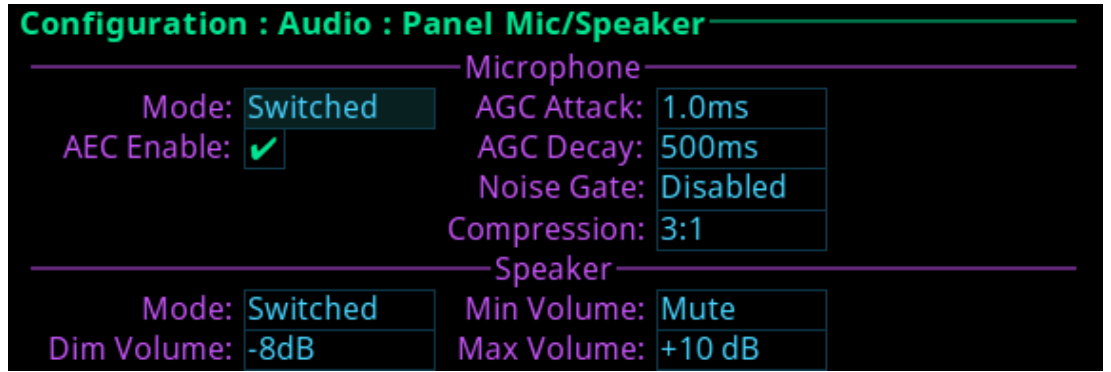 Configuration : Audio : Panel Mic/Speaker
Microphone
Mode: Switched AGC Attack: 1.0ms
AEC Enable: ✔ AGC Decay: 500ms
Noise Gate: Disabled
Compression: 3:1
Speaker
Mode: Switched Min Volume: Mute
Dim Volume: -8dB Max Volume: +10 dB